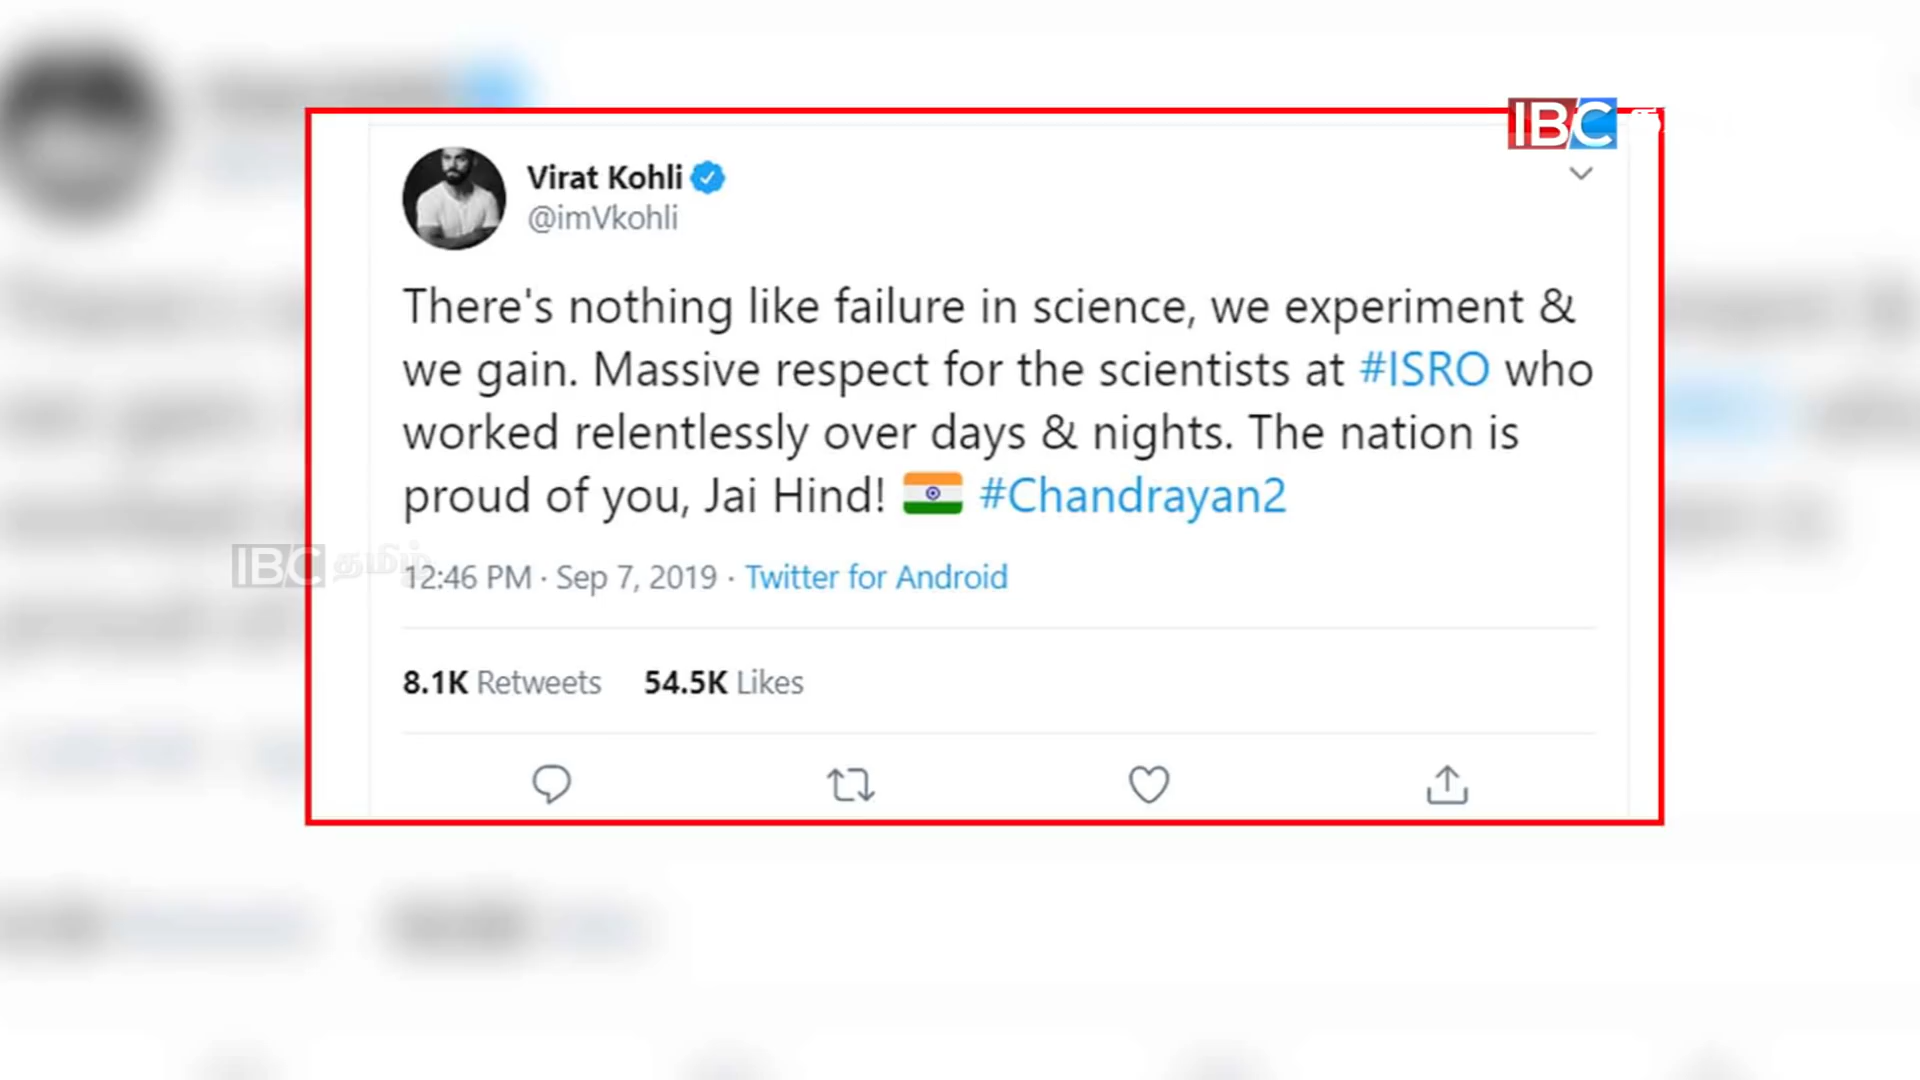 IBC
Virat Kohli
@imVkohli
There's nothing like failure in science, we experiment &
we gain. Massive respect for the scientists at #ISRO who
worked relentlessly over days & nights. The nation is
proud of you, Jai Hind! 🇮🇳 #Chandrayan2
IBC தமிழ்
12:46 PM · Sep 7, 2019 · Twitter for Android
8.1K Retweets 54.5K Likes